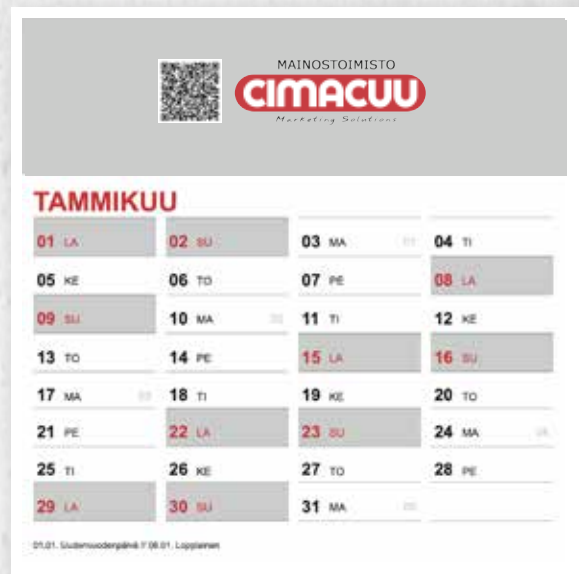 MAINOSTOIMISTO
CIMACUU
Marketing Solutions
TAMMIKUU
01 LA 02 SU 03 MA 04 TI
05 KE 06 TO 07 PE 08 LA
09 SU 10 MA 11 TI 12 KE
13 TO 14 PE 15 LA 16 SU
17 MA 18 TI 19 KE 20 TO
21 PE 22 LA 23 SU 24 MA
25 TI 26 KE 27 TO 28 PE
29 LA 30 SU 31 MA
01.01. Uudenvuodenpäivä // 06.01. Loppiainen